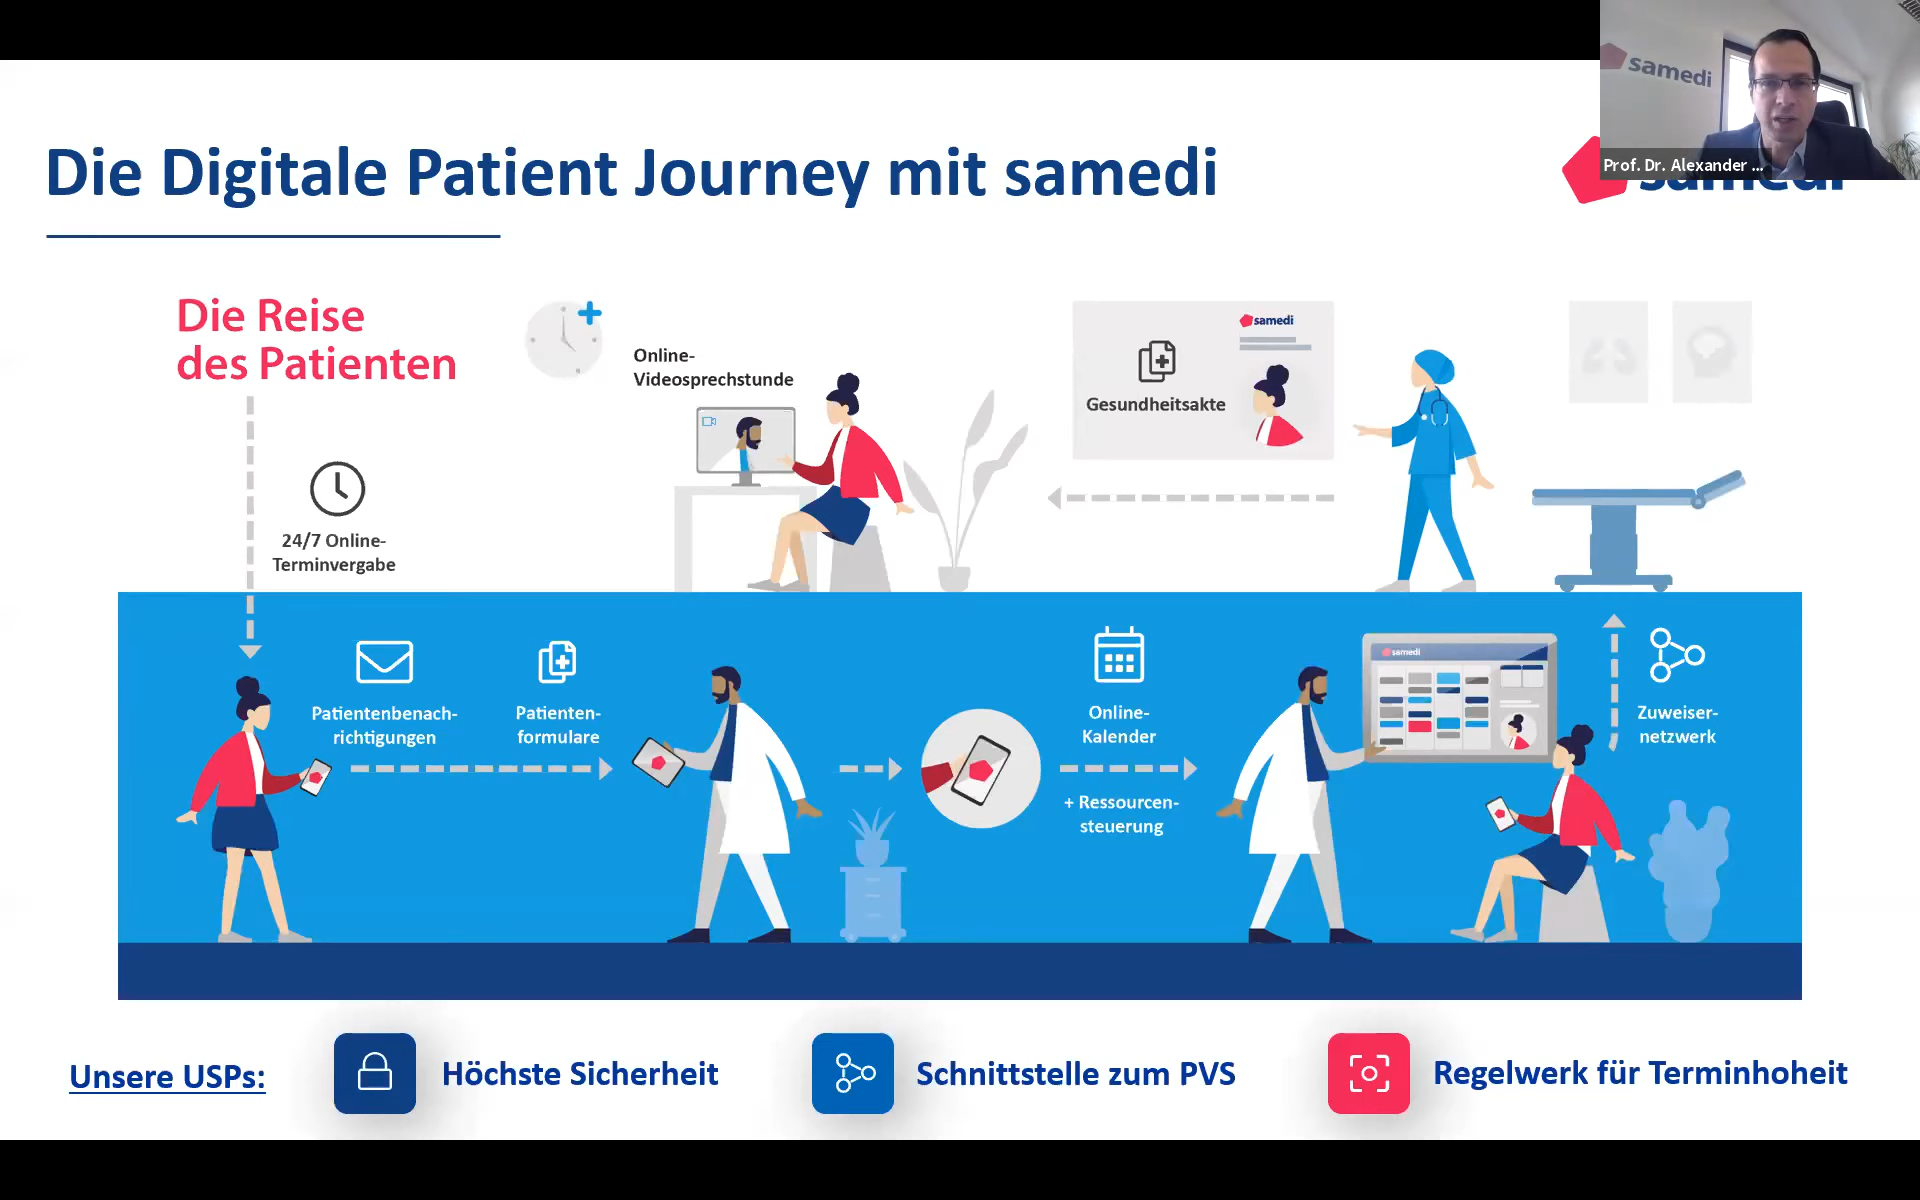 Die Digitale Patient Journey mit samedi
samedi
Prof. Dr. Alexander ...
samedi
Die Reise
des Patienten
Online-
Videosprechstunde
samedi
Gesundheitsakte
24/7 Online-
Terminvergabe
Patientenbenach-
richtigungen
Patienten-
formulare
Online-
Kalender
+ Ressourcen-
steuerung
samedi
Zuweiser-
netzwerk
Unsere USPs:
Höchste Sicherheit
Schnittstelle zum PVS
Regelwerk für Terminhoheit